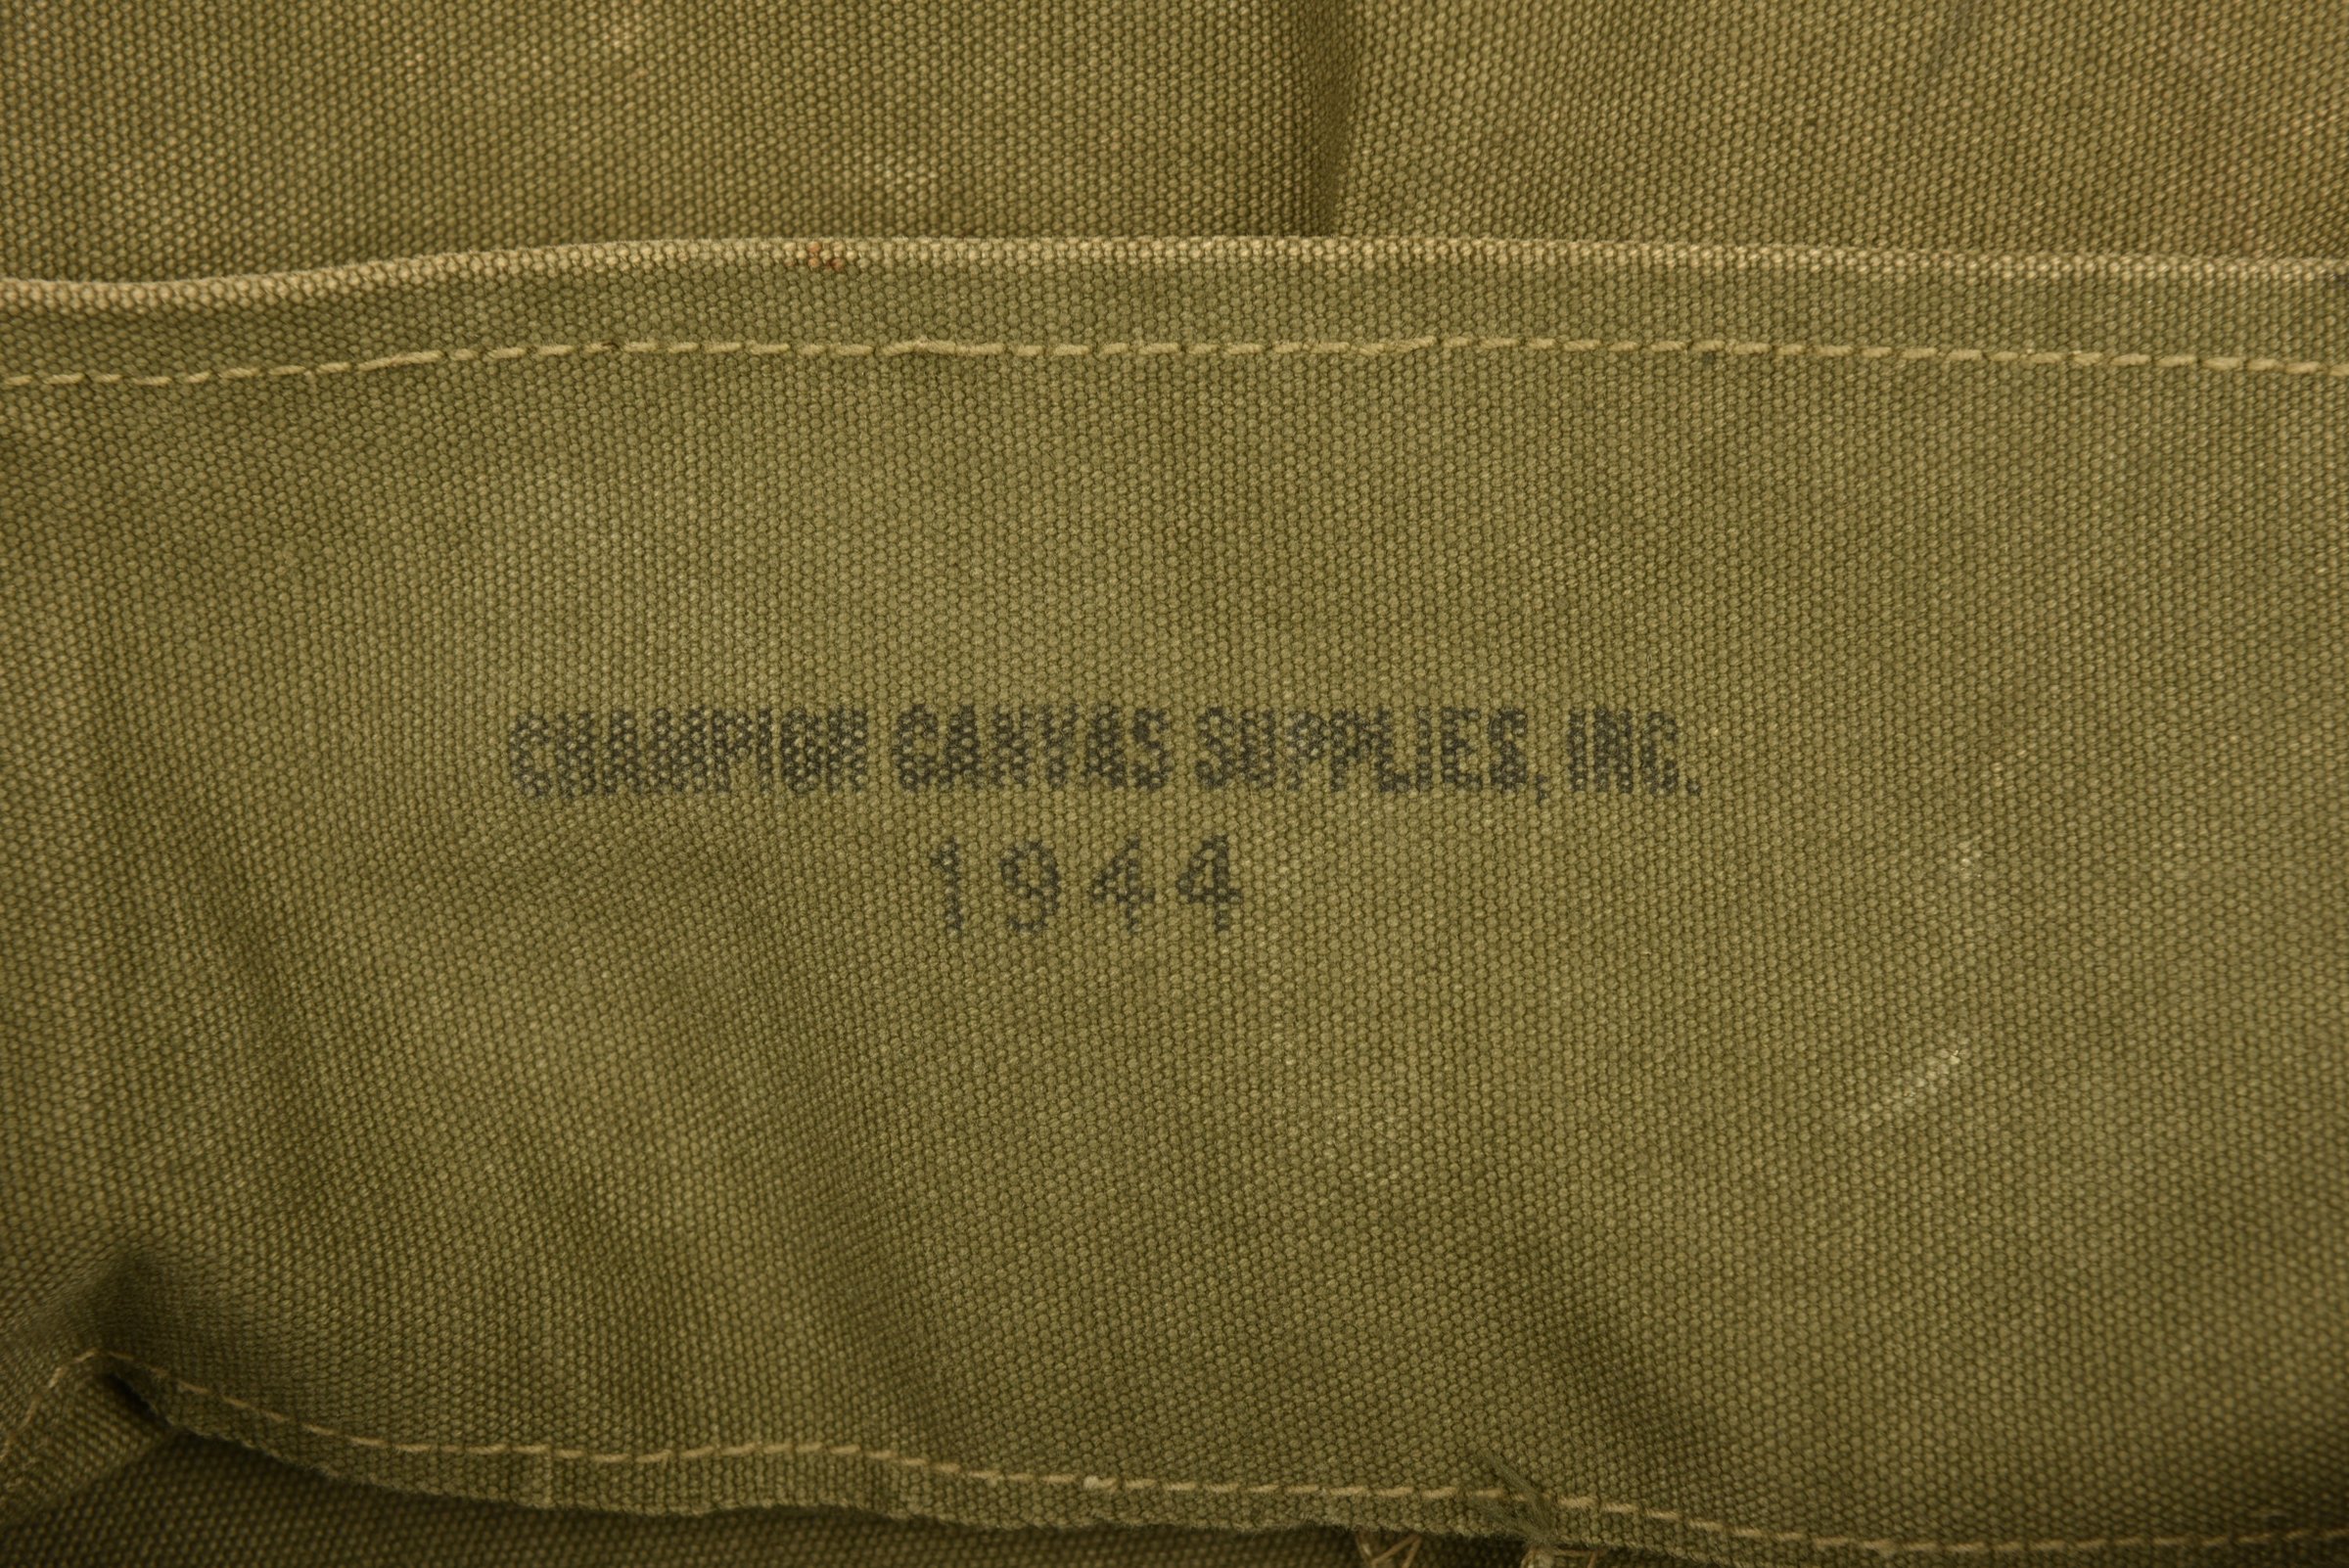 CHAMPION CANVAS SUPPLIES, INC.
1944